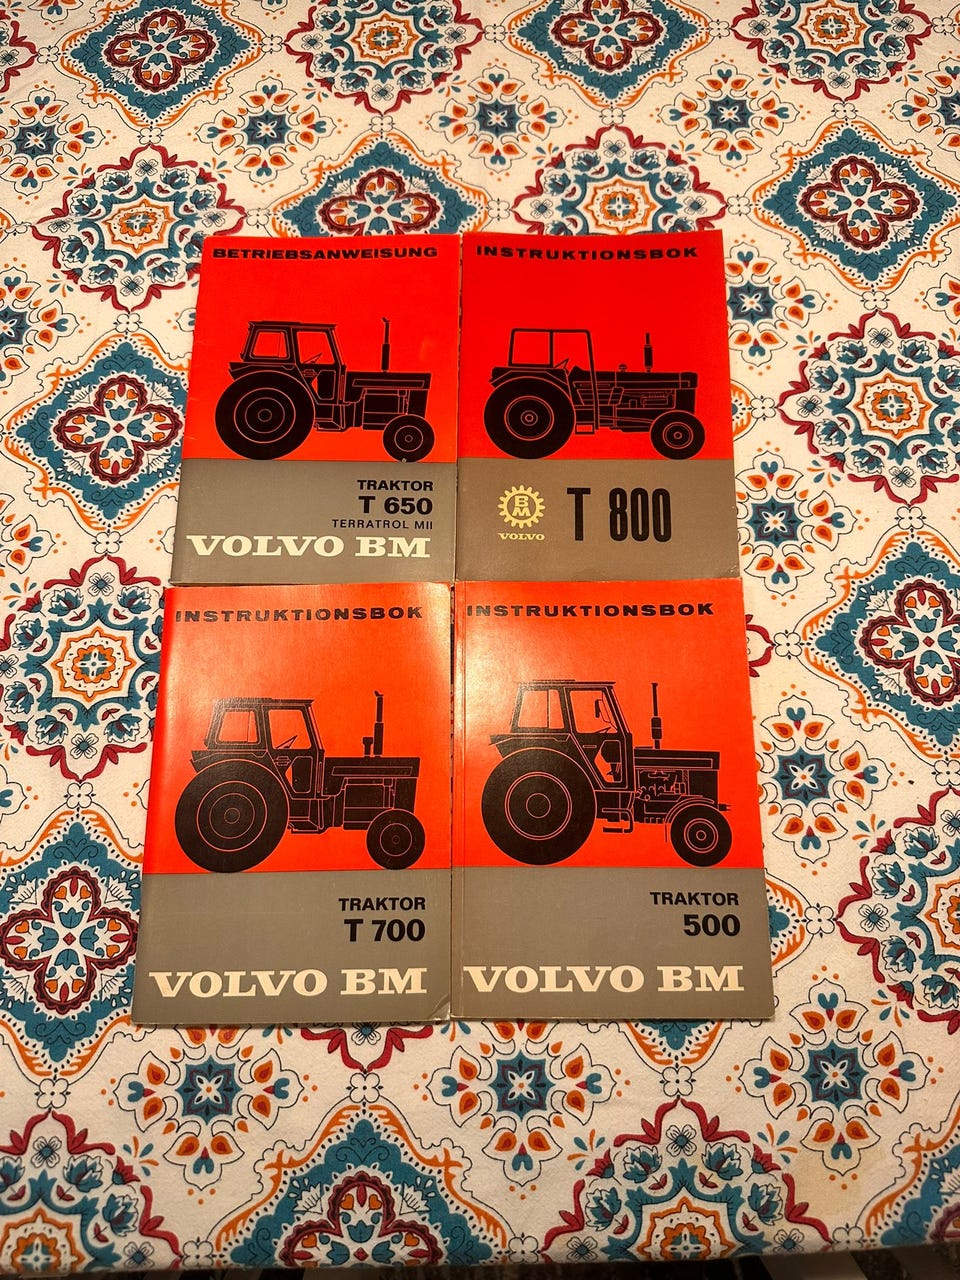 BETRIEBSANWEISUNG
TRAKTOR
T 650
TERRATROL MII
VOLVO BM
INSTRUKTIONSBOK
BM
VOLVO
T 800
INSTRUKTIONSBOK
TRAKTOR
T 700
VOLVO BM
INSTRUKTIONSBOK
TRAKTOR
500
VOLVO BM